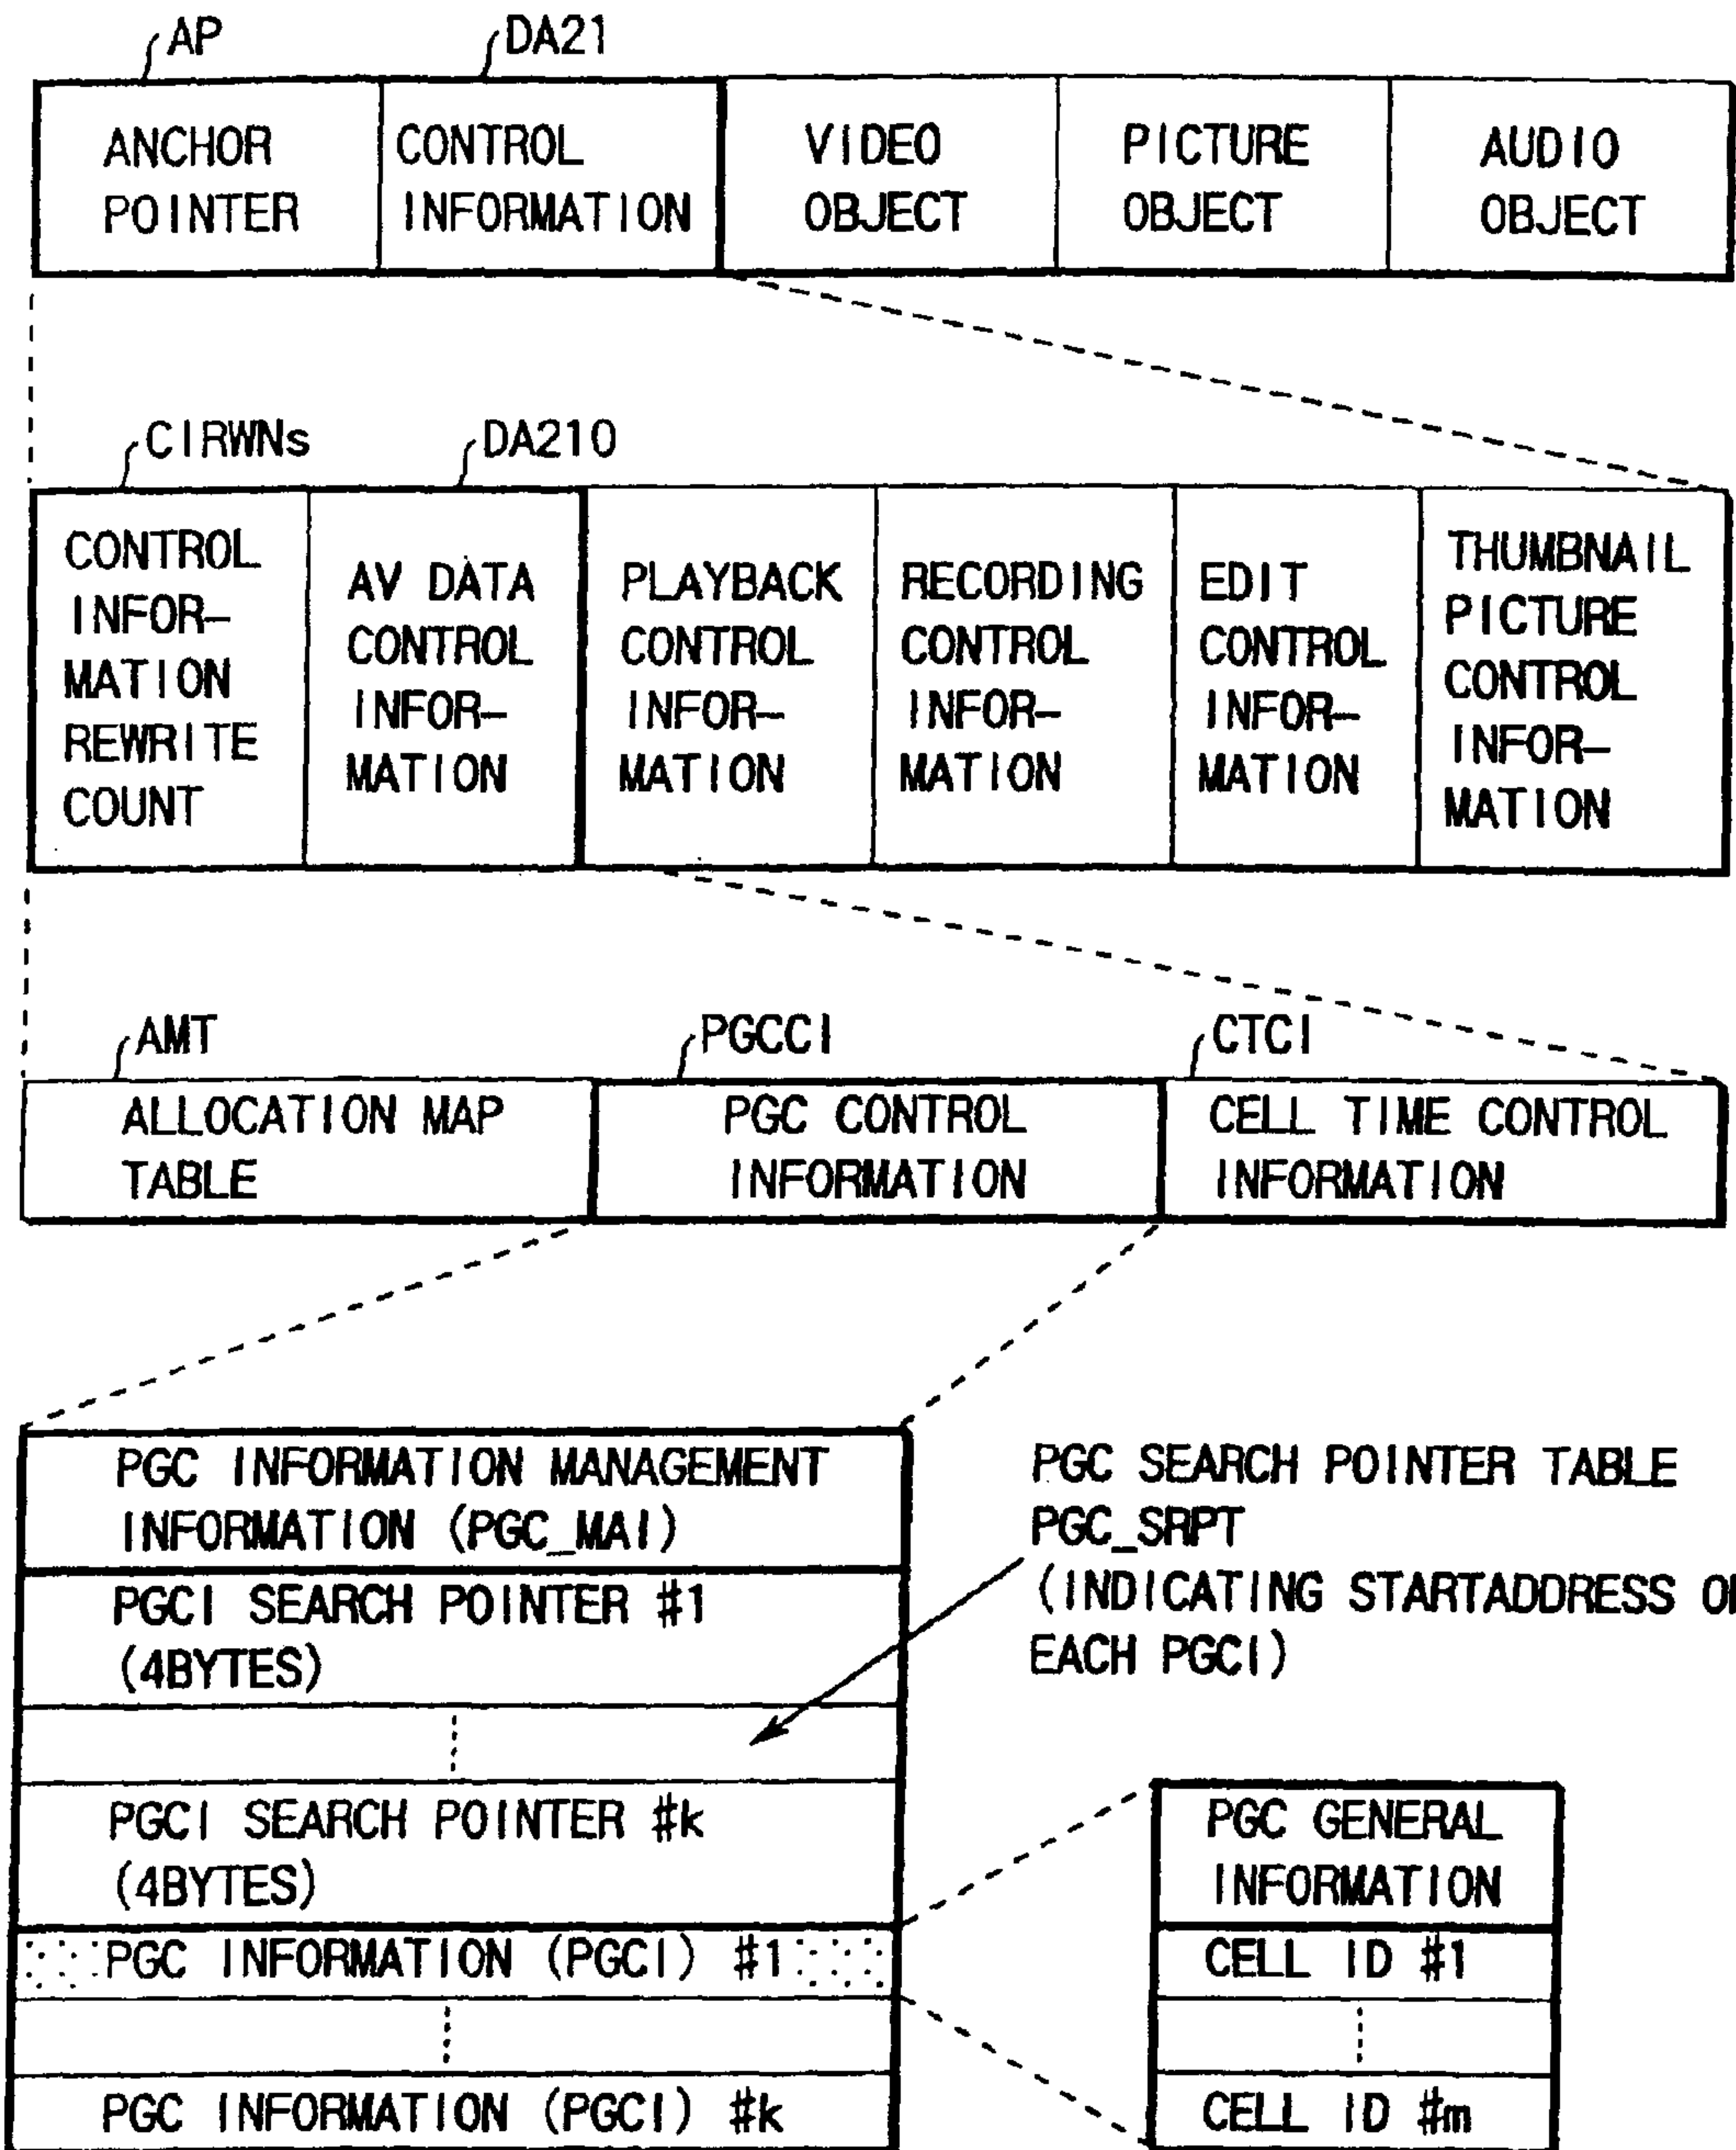 AP
DA21
ANCHOR
POINTER
CONTROL
INFORMATION
VIDEO
OBJECT
PICTURE
OBJECT
AUDIO
OBJECT
CIRWNs
DA210
CONTROL
INFOR-
MATION
REWRITE
COUNT
AV DATA
CONTROL
INFOR-
MATION
PLAYBACK
CONTROL
INFOR-
MATION
RECORDING
CONTROL
INFOR-
MATION
EDIT
CONTROL
INFOR-
MATION
THUMBNAIL
PICTURE
CONTROL
INFOR-
MATION
AMT
PGCCI
CTCI
ALLOCATION MAP
TABLE
PGC CONTROL
INFORMATION
CELL TIME CONTROL
INFORMATION
PGC INFORMATION MANAGEMENT
INFORMATION (PGC_MAI)
PGCI SEARCH POINTER #1
(4BYTES)
PGCI SEARCH POINTER #k
(4BYTES)
PGC INFORMATION (PGCI) #1
PGC INFORMATION (PGCI) #k
PGC SEARCH POINTER TABLE
PGC_SRPT
(INDICATING STARTADDRESS
EACH PGCI)
PGC GENERAL
INFORMATION
CELL ID #1
CELL ID #m